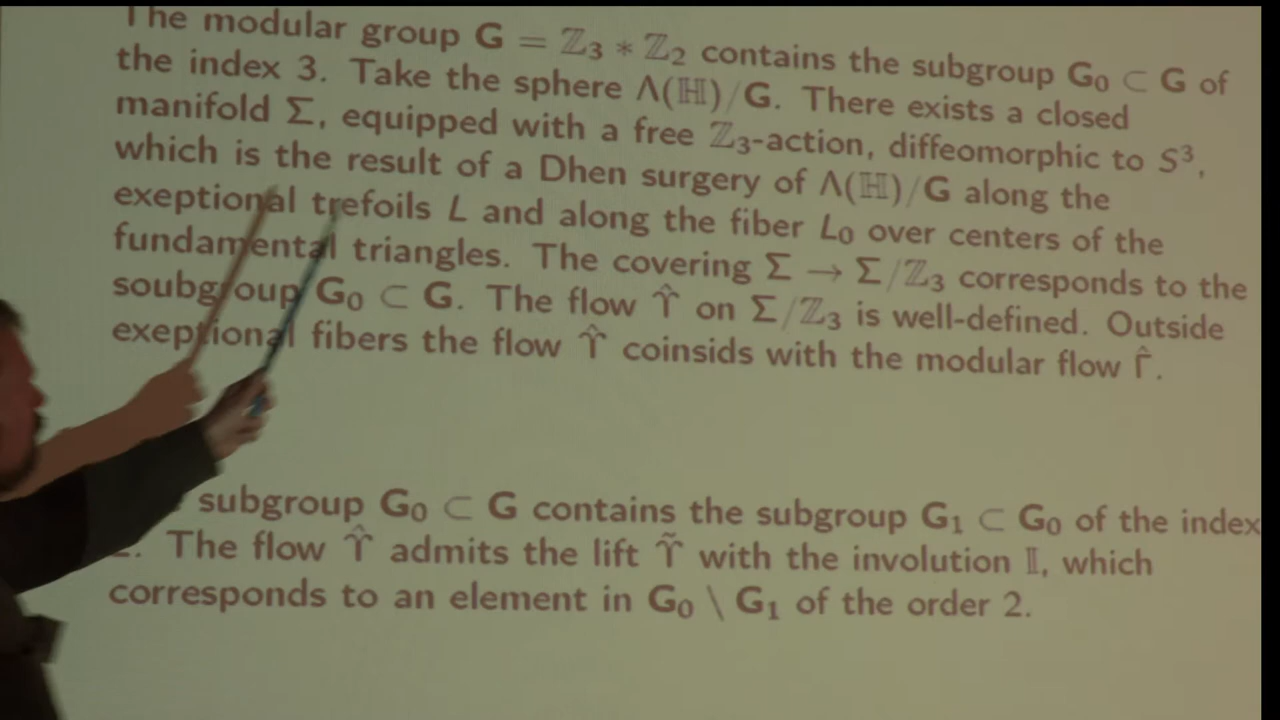 The modular group G = ℤ₃ ∗ ℤ₂ contains the subgroup G₀ ⊂ G of
the index 3. Take the sphere Λ(ℍ)/G. There exists a closed
manifold Σ, equipped with a free ℤ₃-action, diffeomorphic to S³,
which is the result of a Dhen surgery of Λ(ℍ)/G along the
exeptional trefoils L and along the fiber L₀ over centers of the
fundamental triangles. The covering Σ → Σ/ℤ₃ corresponds to the
soubgroup G₀ ⊂ G. The flow ϒ̂ on Σ/ℤ₃ is well-defined. Outside
exeptional fibers the flow ϒ̂ coinsids with the modular flow Γ̂.
subgroup G₀ ⊂ G contains the subgroup G₁ ⊂ G₀ of the index
The flow ϒ̂ admits the lift ϒ̃ with the involution 𝕀, which
corresponds to an element in G₀ \ G₁ of the order 2.